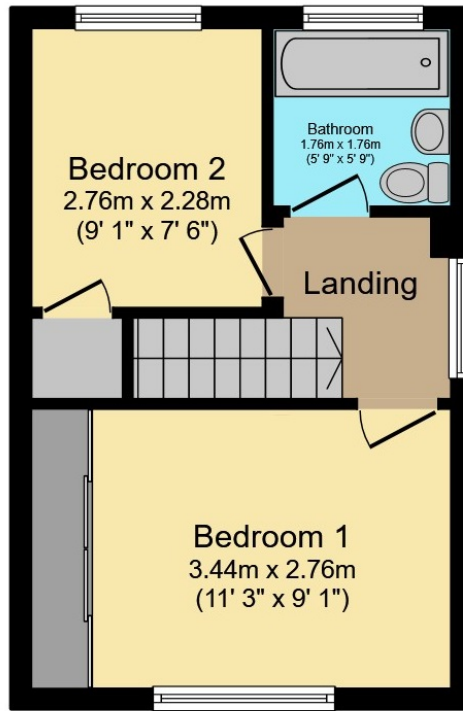 Bedroom 2
2.76m x 2.28m
(9' 1" x 7' 6")
Bathroom
1.76m x 1.76m
(5' 9" x 5' 9")
Landing
Bedroom 1
3.44m x 2.76m
(11' 3" x 9' 1")